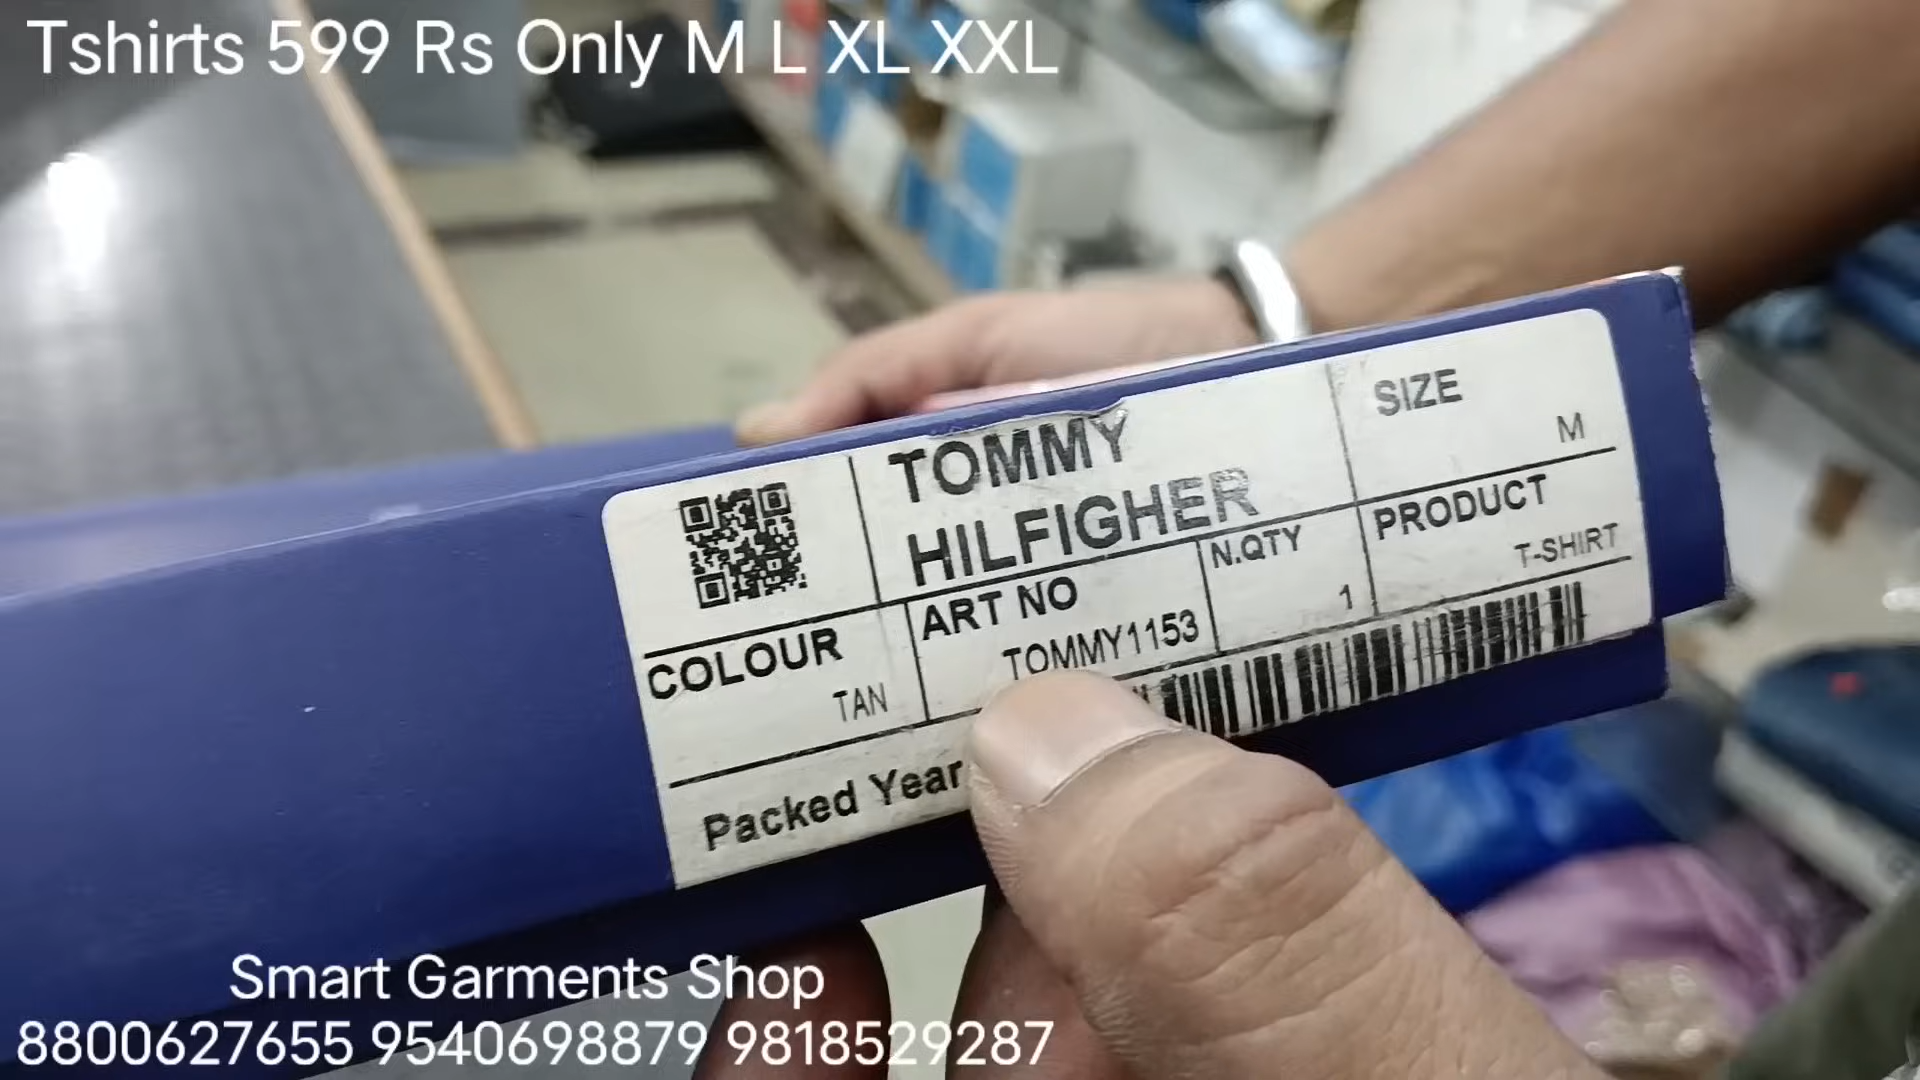 Tshirts 599 Rs Only M L XL XXL
TOMMY
HILFIGHER
SIZE
M
COLOUR
TAN
ART NO
TOMMY1153
N.QTY
1
PRODUCT
T-SHIRT
Packed Year
Smart Garments Shop
8800627655 9540698879 9818529287